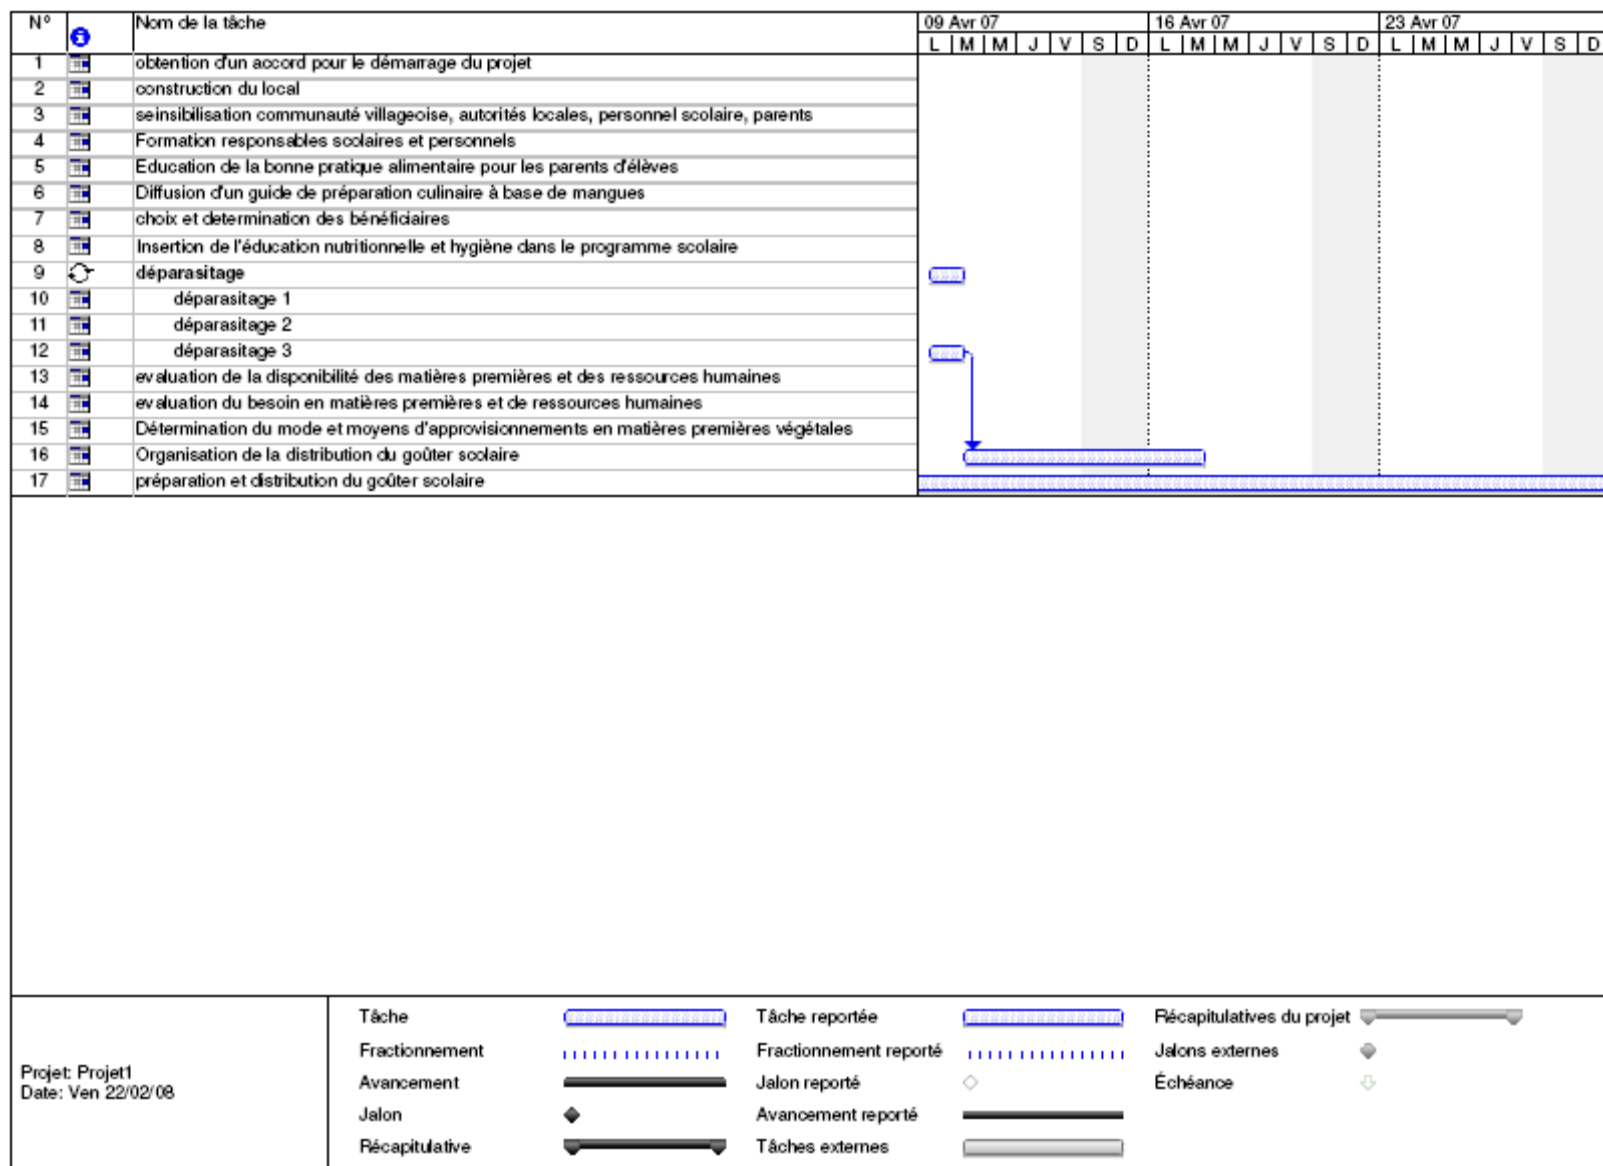 N° Nom de la tâche 09 Avr 07 16 Avr 07 23 Avr 07
L M M J V S D L M M J V S D L M M J V S D
1 obtention d'un accord pour le démarrage du projet
2 construction du local
3 seinsibilisation communauté villageoise, autorités locales, personnel scolaire, parents
4 Formation responsables scolaires et personnels
5 Education de la bonne pratique alimentaire pour les parents d'élèves
6 Diffusion d'un guide de préparation culinaire à base de mangues
7 choix et determination des bénéficiaires
8 Insertion de l'éducation nutritionnelle et hygiène dans le programme scolaire
9 déparasitage
10 déparasitage 1
11 déparasitage 2
12 déparasitage 3
13 evaluation de la disponibilité des matières premières et des ressources humaines
14 evaluation du besoin en matières premières et de ressources humaines
15 Détermination du mode et moyens d'approvisionnements en matières premières végétales
16 Organisation de la distribution du goûter scolaire
17 préparation et distribution du goûter scolaire
Projet: Projet1
Date: Ven 22/02/08
Tâche Tâche reportée Récapitulatives du projet
Fractionnement Fractionnement reporté Jalons externes
Avancement Jalon reporté Échéance
Jalon Avancement reporté
Récapitulative Tâches externes